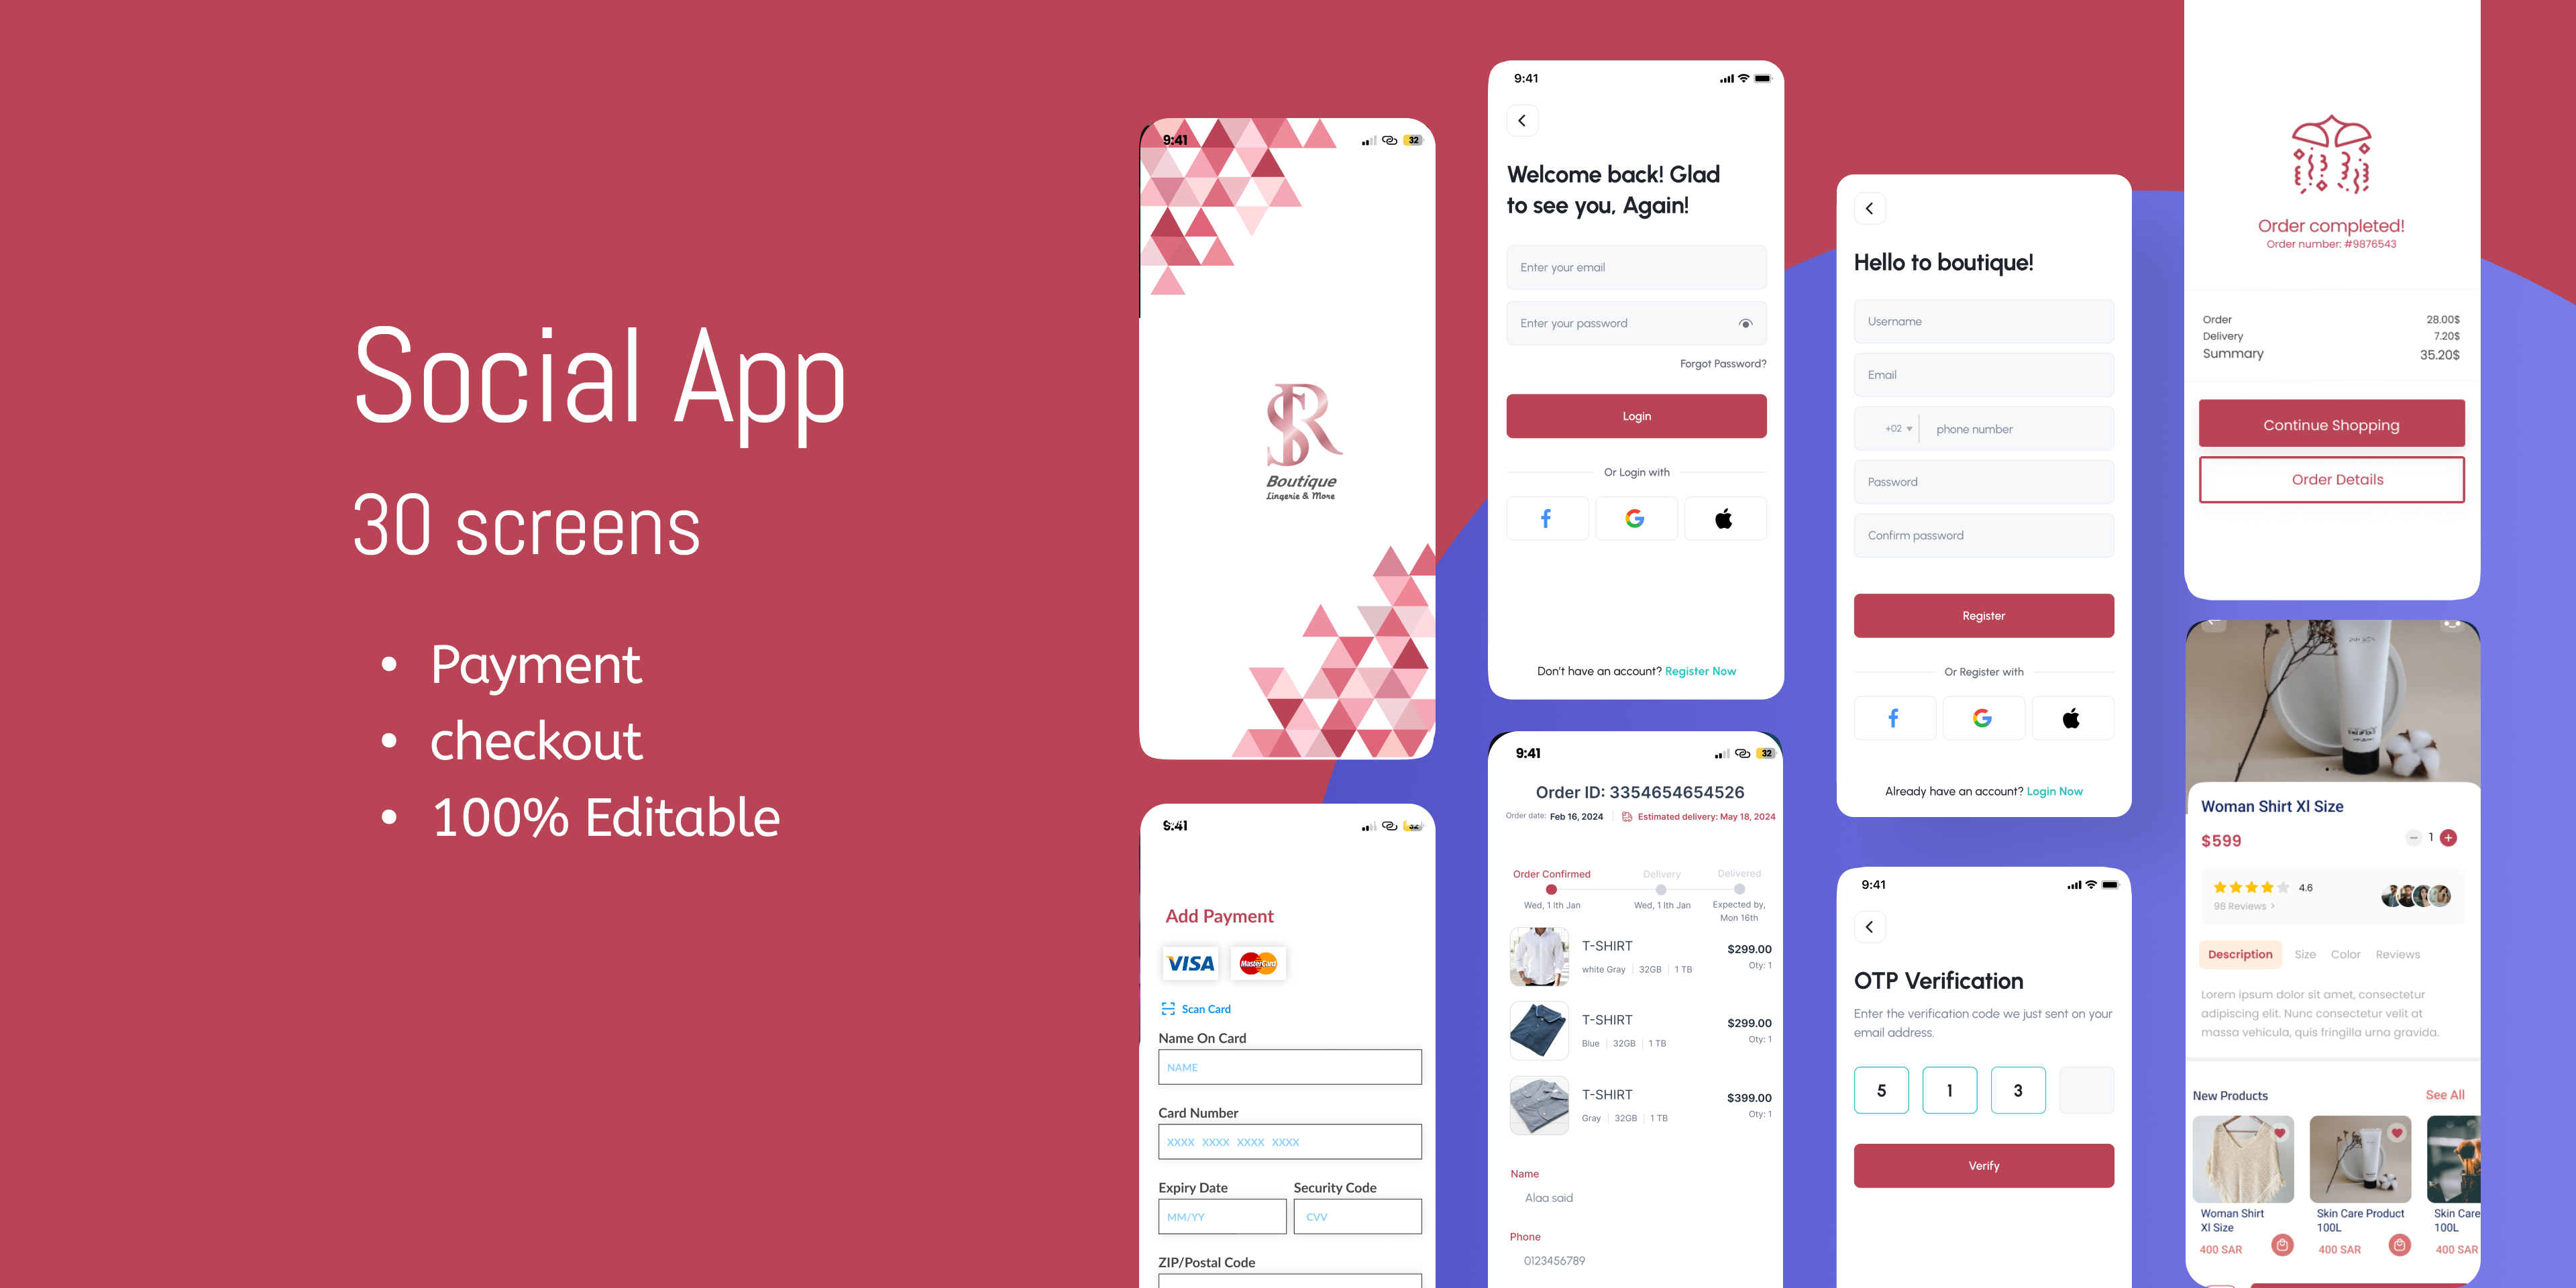 Social App
30 screens
• Payment
• checkout
• 100% Editable
9:41
32
SR
Boutique
Lingerie & More
9:41
Add Payment
VISA
MasterCard
Scan Card
Name On Card
NAME
Card Number
XXXX XXXX XXXX XXXX
Expiry Date
Security Code
MM/YY
CVV
ZIP/Postal Code
9:41
Welcome back! Glad
to see you, Again!
Enter your email
Enter your password
Forgot Password?
Login
Or Login with
Don't have an account? Register Now
9:41
32
Order ID: 3354654654526
Order date: Feb 16, 2024
Estimated delivery: May 18, 2024
Order Confirmed
Delivery
Delivered
Wed, 1 lth Jan
Wed, 1 lth Jan
Expected by,
Mon 16th
T-SHIRT
$299.00
white Gray | 32GB | 1 TB
Qty: 1
T-SHIRT
$299.00
Blue | 32GB | 1 TB
Qty: 1
T-SHIRT
$399.00
Gray | 32GB | 1 TB
Qty: 1
Name
Alaa said
Phone
0123456789
Hello to boutique!
Username
Email
+02
phone number
Password
Confirm password
Register
Or Register with
Already have an account? Login Now
9:41
OTP Verification
Enter the verification code we just sent on your
email address.
5 1 3
Verify
Order completed!
Order number: #9876543
Order
28.00$
Delivery
7.20$
Summary
35.20$
Continue Shopping
Order Details
Woman Shirt Xl Size
$599
1
4.6
98 Reviews >
Description
Size
Color
Reviews
Lorem ipsum dolor sit amet, consectetur
adipiscing elit. Nunc consectetur velit at
massa vehicula, quis fringilla urna gravida.
New Products
See All
Woman Shirt
Xl Size
400 SAR
Skin Care Product
100L
400 SAR
Skin Care
100L
400 SAR